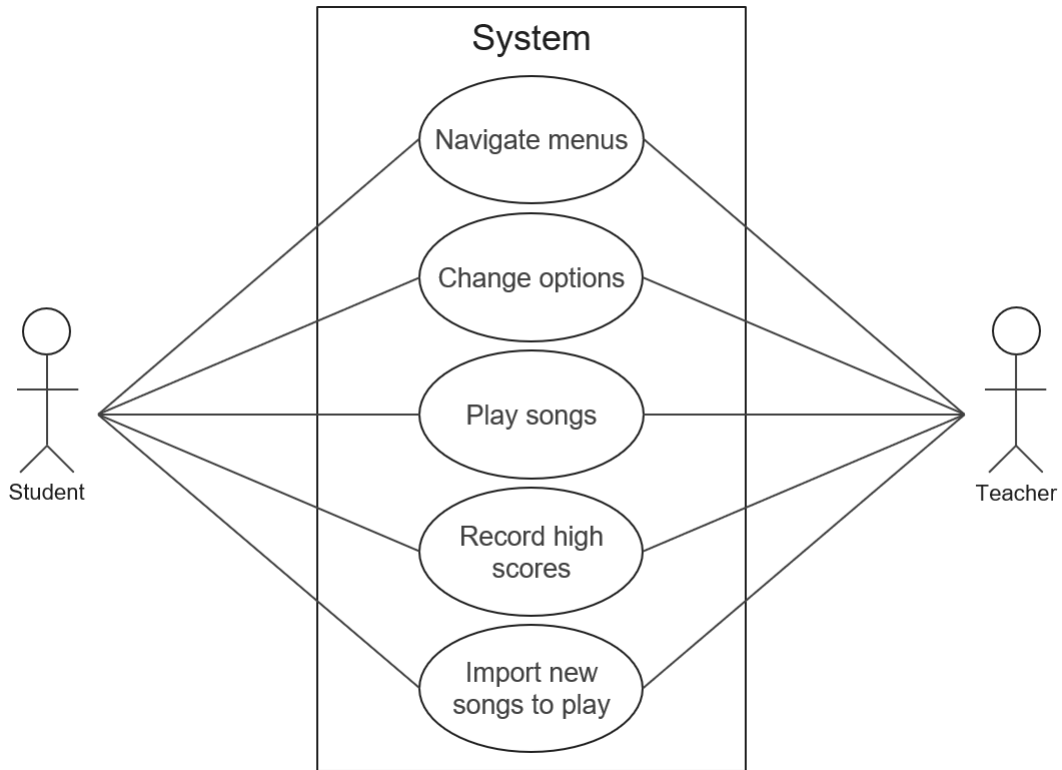 System
Navigate menus
Change options
Play songs
Record high
scores
Import new
songs to play
Student
Teacher